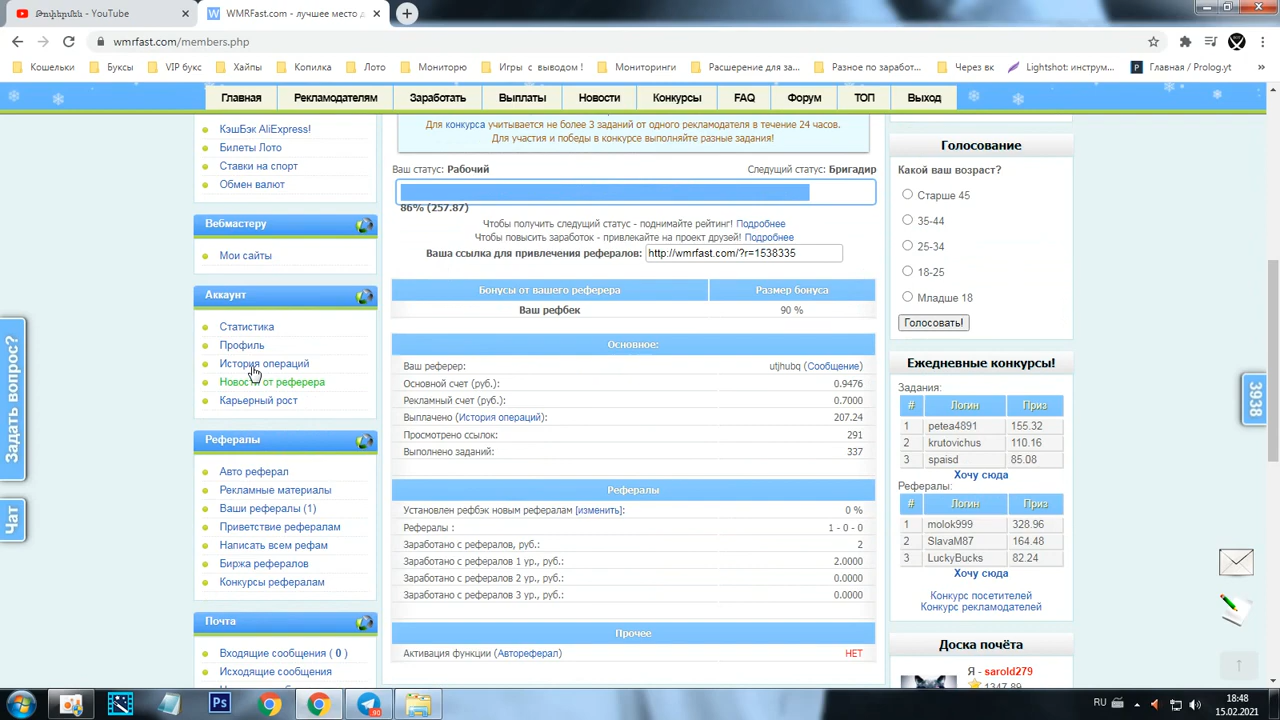 Թուրքմեն - YouTube
WMRFast.com - лучшее место д
wmrfast.com/members.php
Кошельки
Буксы
VIP букс
Хайпы
Копилка
Лото
Мониторю
Игры с выводом !
Мониторинги
Расширение для за...
Разное по заработ...
Через вк
Lightshot: инструм...
Главная / Prolog.yt
»
Главная
Рекламодателям
Заработать
Выплаты
Новости
Конкурсы
FAQ
Форум
ТОП
Выход
КэшБэк AliExpress!
Билеты Лото
Ставки на спорт
Обмен валют
Вебмастеру
Мои сайты
Аккаунт
Статистика
Профиль
История операций
Новости от реферера
Карьерный рост
Рефералы
Авто реферал
Рекламные материалы
Ваши рефералы (1)
Приветствие рефералам
Написать всем рефам
Биржа рефералов
Конкурсы рефералам
Почта
Входящие сообщения ( 0 )
Исходящие сообщения
Для конкурса учитывается не более 3 заданий от одного рекламодателя в течение 24 часов.
Для участия и победы в конкурсе выполняйте разные задания!
Ваш статус: Рабочий
Следущий статус: Бригадир
86% (257.87)
Чтобы получить следущий статус - поднимайте рейтинг! Подробнее
Чтобы повысить заработок - привлекайте на проект друзей! Подробнее
Ваша ссылка для привлечения рефералов: http://wmrfast.com/?r=1538335
Бонусы от вашего реферера
Размер бонуса
Ваш рефбек
90 %
Основное:
Ваш реферер:
utjhubq (Сообщение)
Основной счет (руб.):
0.9476
Рекламный счет (руб.):
0.7000
Выплачено (История операций):
207.24
Просмотрено ссылок:
291
Выполнено заданий:
337
Рефералы
Установлен рефбэк новым рефералам [изменить]:
0 %
Рефералы :
1 - 0 - 0
Заработано с рефералов, руб.:
2
Заработано с рефералов 1 ур., руб.:
2.0000
Заработано с рефералов 2 ур., руб.:
0.0000
Заработано с рефералов 3 ур., руб.:
0.0000
Прочее
Активация функции (Автореферал)
НЕТ
Голосование
Какой ваш возраст?
Старше 45
35-44
25-34
18-25
Младше 18
Голосовать!
Ежедневные конкурсы!
Задания:
# Логин Приз
1 petea4891 155.32
2 krutovichus 110.16
3 spaisd 85.08
Хочу сюда
Рефералы:
# Логин Приз
1 molok999 328.96
2 SlavaM87 164.48
3 LuckyBucks 82.24
Хочу сюда
Конкурс посетителей
Конкурс рекламодателей
Доска почёта
Я - sarold279
1347.89
Задать вопрос?
Чат
3938
Ps
90
RU
18:48
15.02.2021